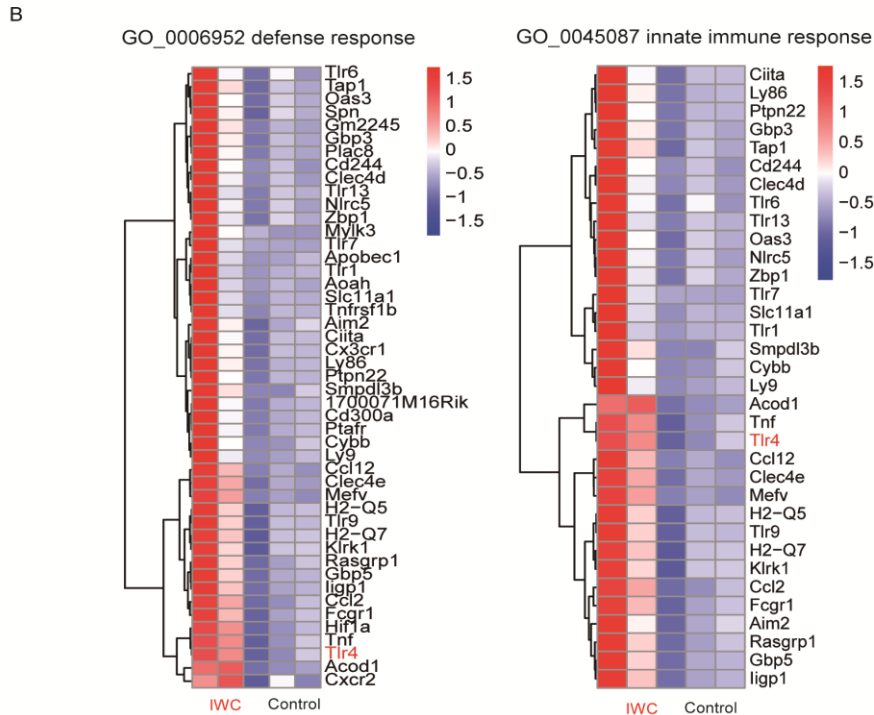 B
GO_0006952 defense response
Tlr6
Tap1
Oas3
Spn
Gm2245
Gbp3
Plac8
Cd244
Clec4d
Tlr13
Nlrc5
Zbp1
Mylk3
Tlr7
Apobec1
Tlr1
Aoah
Slc11a1
Tnfrsf1b
Aim2
Ciita
Cx3cr1
Ly86
Ptpn22
Smpdl3b
1700071M16Rik
Cd300a
Ptafr
Cybb
Ly9
Ccl12
Clec4e
Mefv
H2−Q5
Tlr9
H2−Q7
Klrk1
Rasgrp1
Gbp5
Iigp1
Ccl2
Fcgr1
Hif1a
Tnf
Tlr4
Acod1
Cxcr2
1.5
1
0.5
0
−0.5
−1
−1.5
IWC Control
GO_0045087 innate immune response
Ciita
Ly86
Ptpn22
Gbp3
Tap1
Cd244
Clec4d
Tlr6
Tlr13
Oas3
Nlrc5
Zbp1
Tlr7
Slc11a1
Tlr1
Smpdl3b
Cybb
Ly9
Acod1
Tnf
Tlr4
Ccl12
Clec4e
Mefv
H2−Q5
Tlr9
H2−Q7
Klrk1
Ccl2
Fcgr1
Aim2
Rasgrp1
Gbp5
Iigp1
1.5
1
0.5
0
−0.5
−1
−1.5
IWC Control